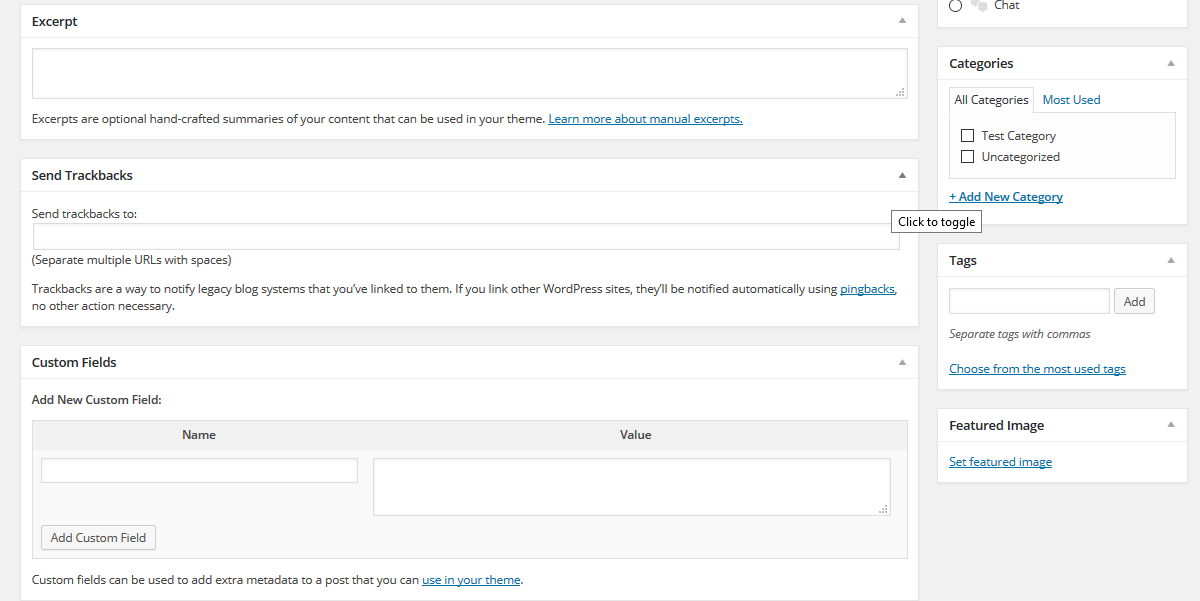 Excerpt
Excerpts are optional hand-crafted summaries of your content that can be used in your theme. Learn more about manual excerpts.
Send Trackbacks
Send trackbacks to:
(Separate multiple URLs with spaces)
Trackbacks are a way to notify legacy blog systems that you've linked to them. If you link other WordPress sites, they'll be notified automatically using pingbacks,
no other action necessary.
Custom Fields
Add New Custom Field:
Name Value
Add Custom Field
Custom fields can be used to add extra metadata to a post that you can use in your theme.
Chat
Categories
All Categories Most Used
Test Category
Uncategorized
+ Add New Category
Click to toggle
Tags
Add
Separate tags with commas
Choose from the most used tags
Featured Image
Set featured image